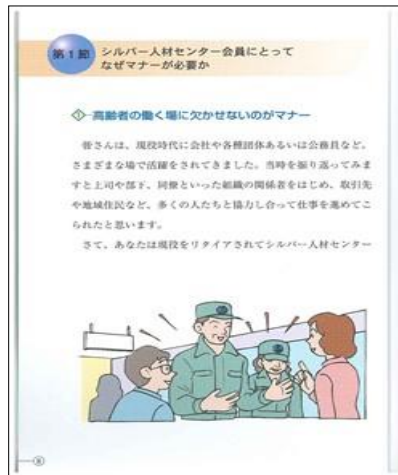 第1節
シルバー人材センター会員にとって
なぜマナーが必要か
① 高齢者の働く場に欠かせないのがマナー
皆さんは、現役時代に会社や各種団体あるいは公務員など、
さまざまな場で活躍をされてきました。当時を振り返ってみま
すと上司や部下、同僚といった組織の関係者をはじめ、取引先
や地域住民など、多くの人たちと協力し合って仕事を進めてこ
られたと思います。
さて、あなたは現役をリタイアされてシルバー人材センター
8